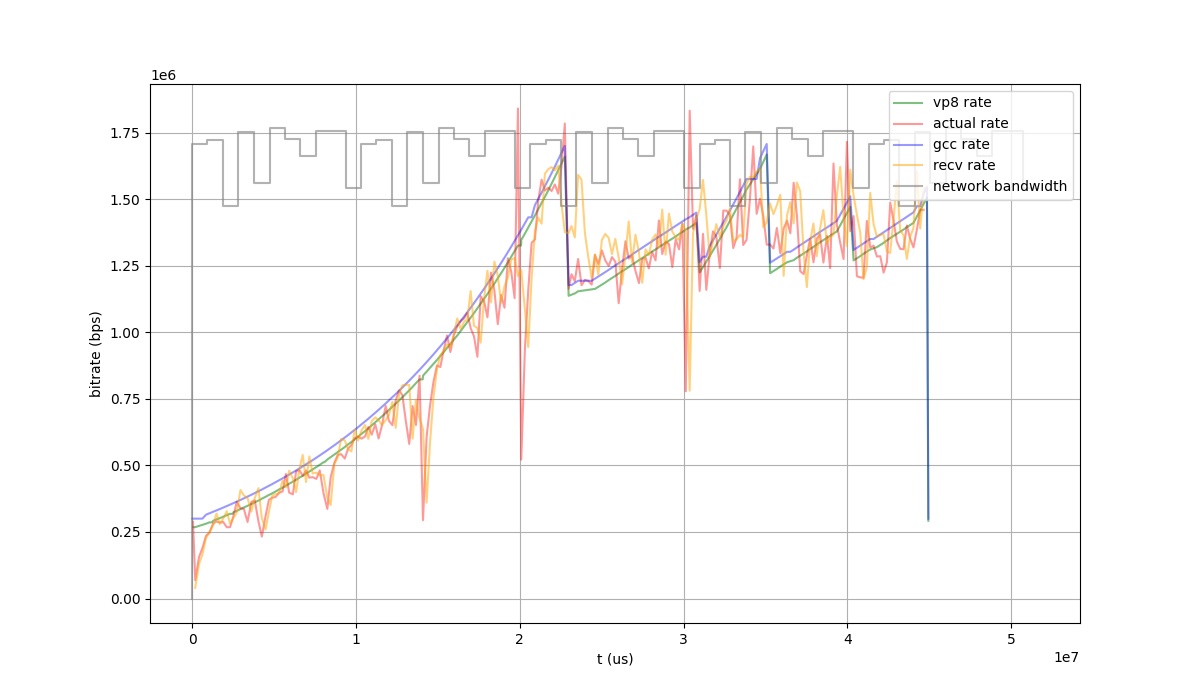 1e6
bitrate (bps)
1.75
1.50
1.25
1.00
0.75
0.50
0.25
0.00
vp8 rate
actual rate
gcc rate
recv rate
network bandwidth
0 1 2 3 4 5
t (us)
1e7